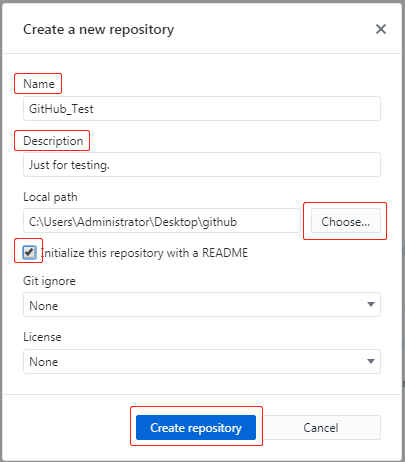 Create a new repository
Name
GitHub_Test
Description
Just for testing.
Local path
C:\Users\Administrator\Desktop\github
Choose...
Initialize this repository with a README
Git ignore
None
License
None
Create repository
Cancel